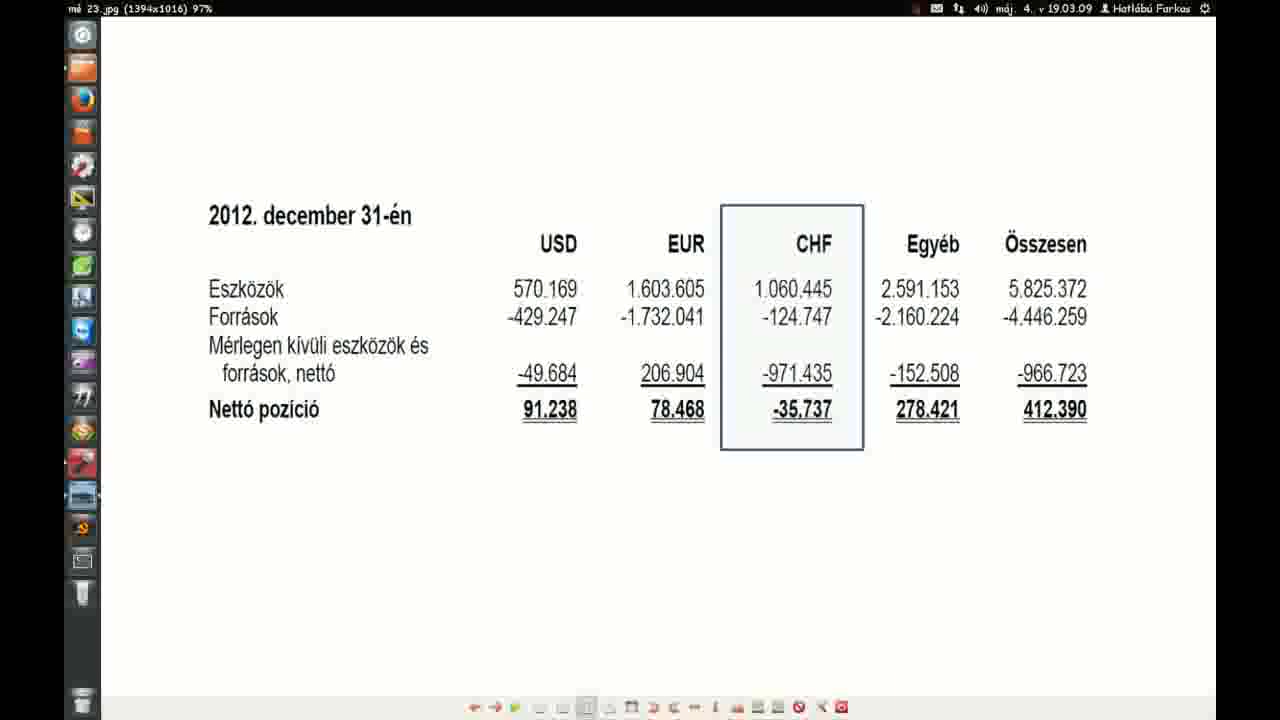 mé 23.jpg (1394x1016) 97%
máj. 4. v 19.03.09 Hatlábú Farkas
2012. december 31-én
USD EUR CHF Egyéb Összesen
Eszközök 570.169 1.603.605 1.060.445 2.591.153 5.825.372
Források -429.247 -1.732.041 -124.747 -2.160.224 -4.446.259
Mérlegen kívüli eszközök és
források, nettó -49.684 206.904 -971.435 -152.508 -966.723
Nettó pozíció 91.238 78.468 -35.737 278.421 412.390